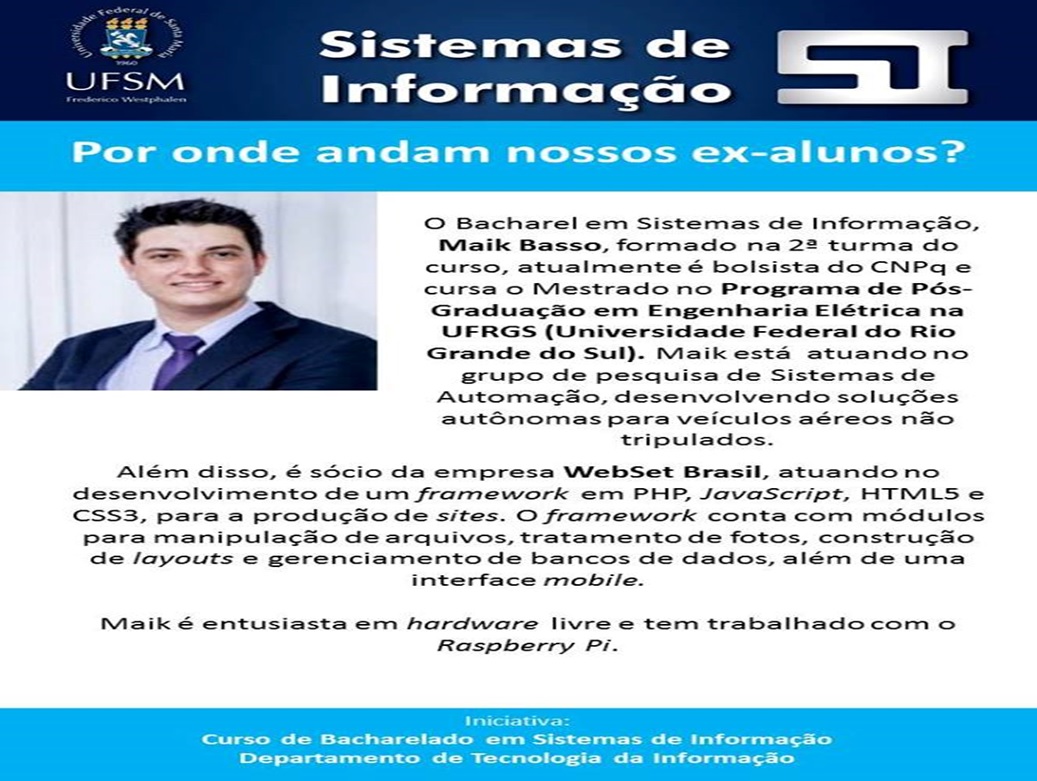 Universidade Federal de Santa Maria
1960
UFSM
Frederico Westphalen
Sistemas de
Informação
SI
Por onde andam nossos ex-alunos?
O Bacharel em Sistemas de Informação,
Maik Basso, formado na 2ª turma do
curso, atualmente é bolsista do CNPq e
cursa o Mestrado no Programa de Pós-
Graduação em Engenharia Elétrica na
UFRGS (Universidade Federal do Rio
Grande do Sul). Maik está atuando no
grupo de pesquisa de Sistemas de
Automação, desenvolvendo soluções
autônomas para veículos aéreos não
tripulados.
Além disso, é sócio da empresa WebSet Brasil, atuando no
desenvolvimento de um framework em PHP, JavaScript, HTML5 e
CSS3, para a produção de sites. O framework conta com módulos
para manipulação de arquivos, tratamento de fotos, construção
de layouts e gerenciamento de bancos de dados, além de uma
interface mobile.
Maik é entusiasta em hardware livre e tem trabalhado com o
Raspberry Pi.
Iniciativa:
Curso de Bacharelado em Sistemas de Informação
Departamento de Tecnologia da Informação